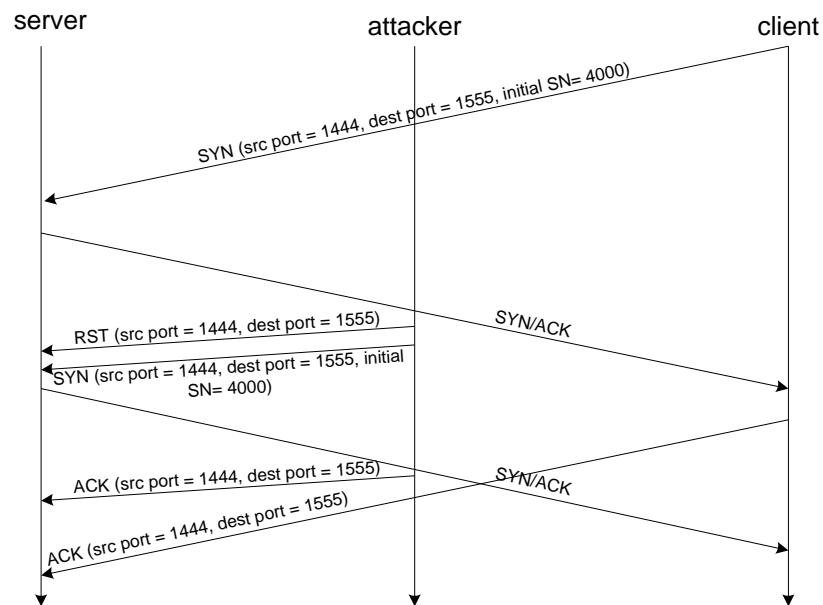 server
attacker
client
SYN (src port = 1444, dest port = 1555, initial SN= 4000)
SYN/ACK
RST (src port = 1444, dest port = 1555)
SYN (src port = 1444, dest port = 1555, initial
SN= 4000)
ACK (src port = 1444, dest port = 1555)
SYN/ACK
ACK (src port = 1444, dest port = 1555)